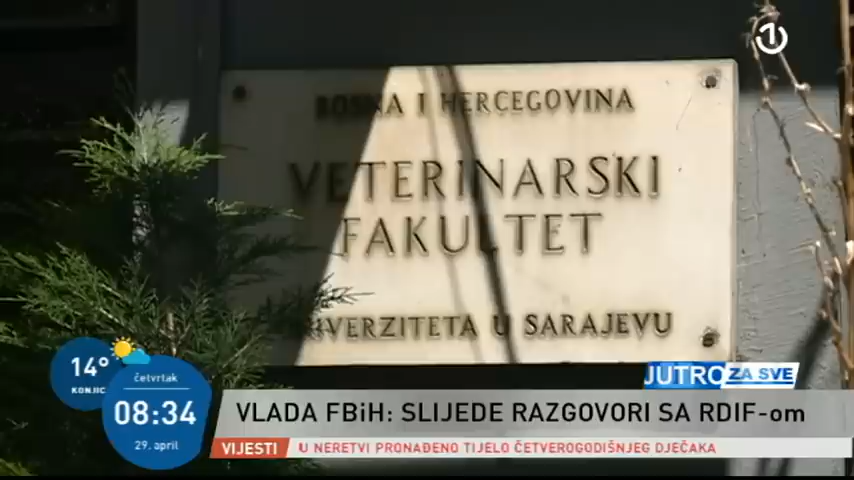 1
BOSNA I HERCEGOVINA
VETERINARSKI
FAKULTET
UNIVERZITETA U SARAJEVU
JUTRO ZA SVE
14°
KONJIC
četvrtak
08:34
29. april
VLADA FBiH: SLIJEDE RAZGOVORI SA RDIF-om
VIJESTI
U NERETVI PRONAĐENO TIJELO ČETVEROGODIŠNJEG DJEČAKA